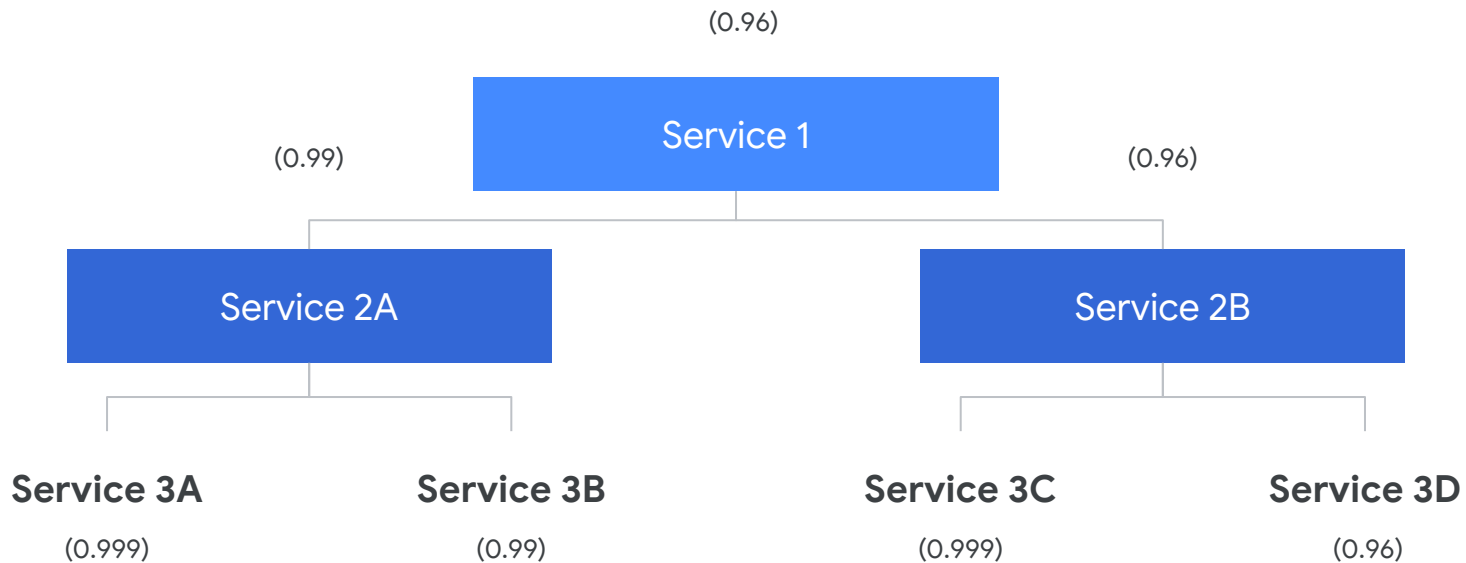 (0.96)
Service 1
(0.99)
(0.96)
Service 2A
Service 2B
Service 3A
Service 3B
Service 3C
Service 3D
(0.999)
(0.99)
(0.999)
(0.96)